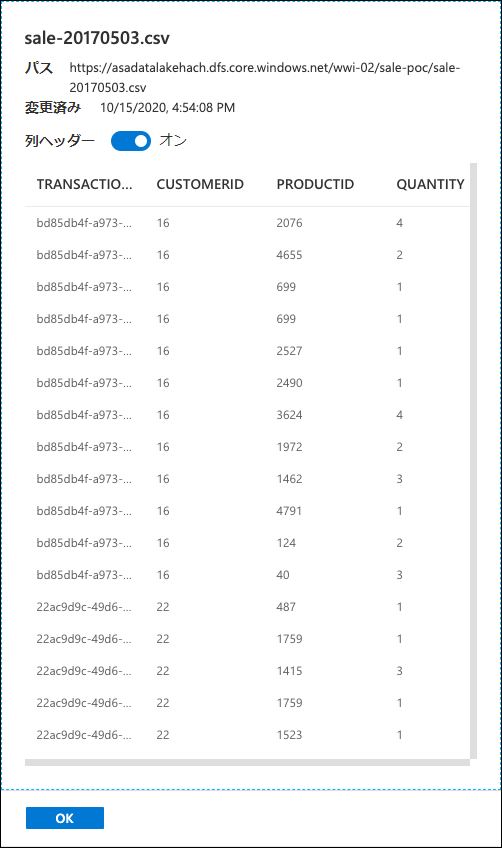 sale-20170503.csv
パス https://asadatalakehach.dfs.core.windows.net/wwi-02/sale-poc/sale-
20170503.csv
変更済み 10/15/2020, 4:54:08 PM
列ヘッダー オン
TRANSACTIO... CUSTOMERID PRODUCTID QUANTITY
bd85db4f-a973-... 16 2076 4
bd85db4f-a973-... 16 4655 2
bd85db4f-a973-... 16 699 1
bd85db4f-a973-... 16 699 1
bd85db4f-a973-... 16 2527 1
bd85db4f-a973-... 16 2490 1
bd85db4f-a973-... 16 3624 4
bd85db4f-a973-... 16 1972 2
bd85db4f-a973-... 16 1462 3
bd85db4f-a973-... 16 4791 1
bd85db4f-a973-... 16 124 2
bd85db4f-a973-... 16 40 3
22ac9d9c-49d6-... 22 487 1
22ac9d9c-49d6-... 22 1759 1
22ac9d9c-49d6-... 22 1415 3
22ac9d9c-49d6-... 22 1759 1
22ac9d9c-49d6-... 22 1523 1
OK